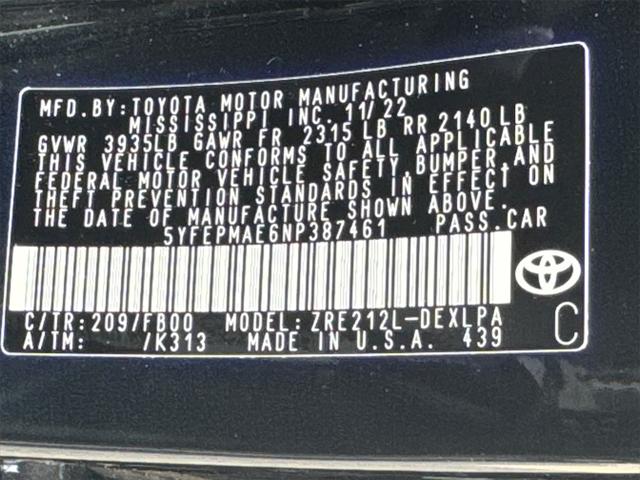 MFD. BY: TOYOTA MOTOR MANUFACTURING
MISSISSIPPI INC. 11/22
GVWR 3935LB GAWR FR 2315 LB RR 2140 LB
THIS VEHICLE CONFORMS TO ALL APPLICABLE
FEDERAL MOTOR VEHICLE SAFETY, BUMPER, AND
THEFT PREVENTION STANDARDS IN EFFECT ON
THE DATE OF MANUFACTURE SHOWN ABOVE.
5YFEPMAE6NP387461 PASS. CAR
C/TR: 209/FB00 MODEL: ZRE212L-DEXLPA
A/TM: /K313 MADE IN U.S.A. 439
C